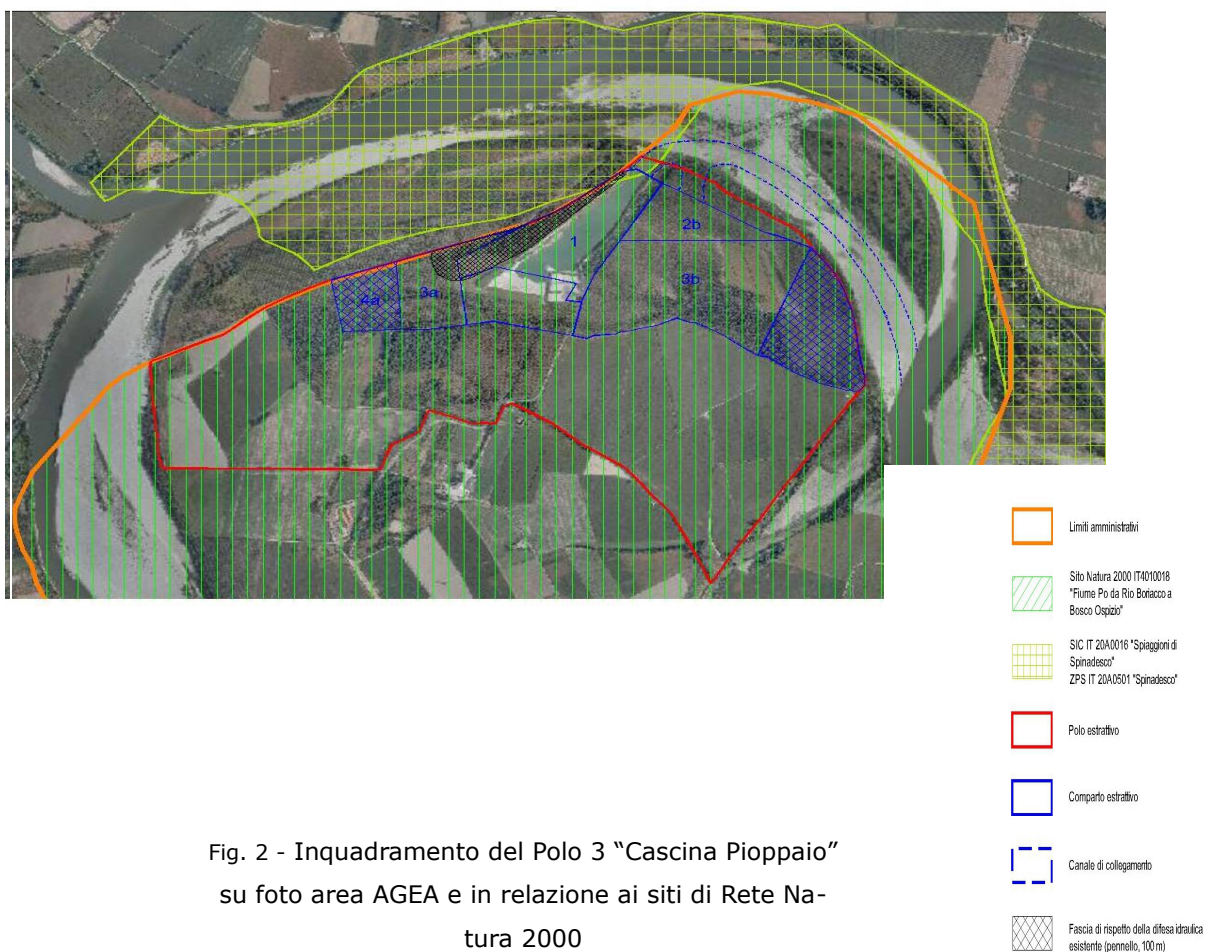 1
2b
3b
3a
4a
Limiti amministrativi
Sito Natura 2000 IT4010018
"Fiume Po da Rio Boriacco a
Bosco Ospizio"
SIC IT 20A0016 "Spiaggioni di
Spinadesco"
ZPS IT 20A0501 "Spinadesco"
Polo estrattivo
Comparto estrattivo
Canale di collegamento
Fascia di rispetto della difesa idraulica
esistente (pennello, 100 m)
Fig. 2 - Inquadramento del Polo 3 “Cascina Pioppaio”
su foto area AGEA e in relazione ai siti di Rete Na-
tura 2000